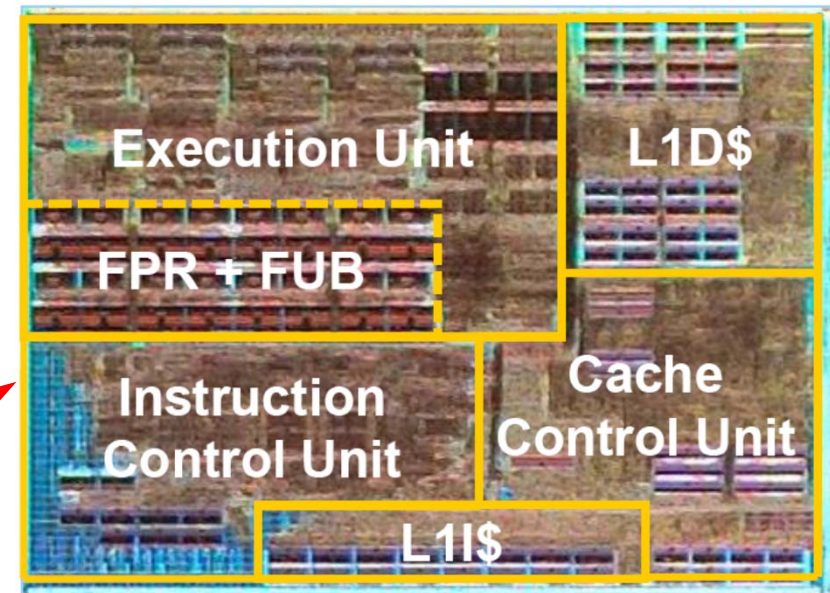 Execution Unit
L1D$
FPR + FUB
Instruction
Control Unit
Cache
Control Unit
L1I$